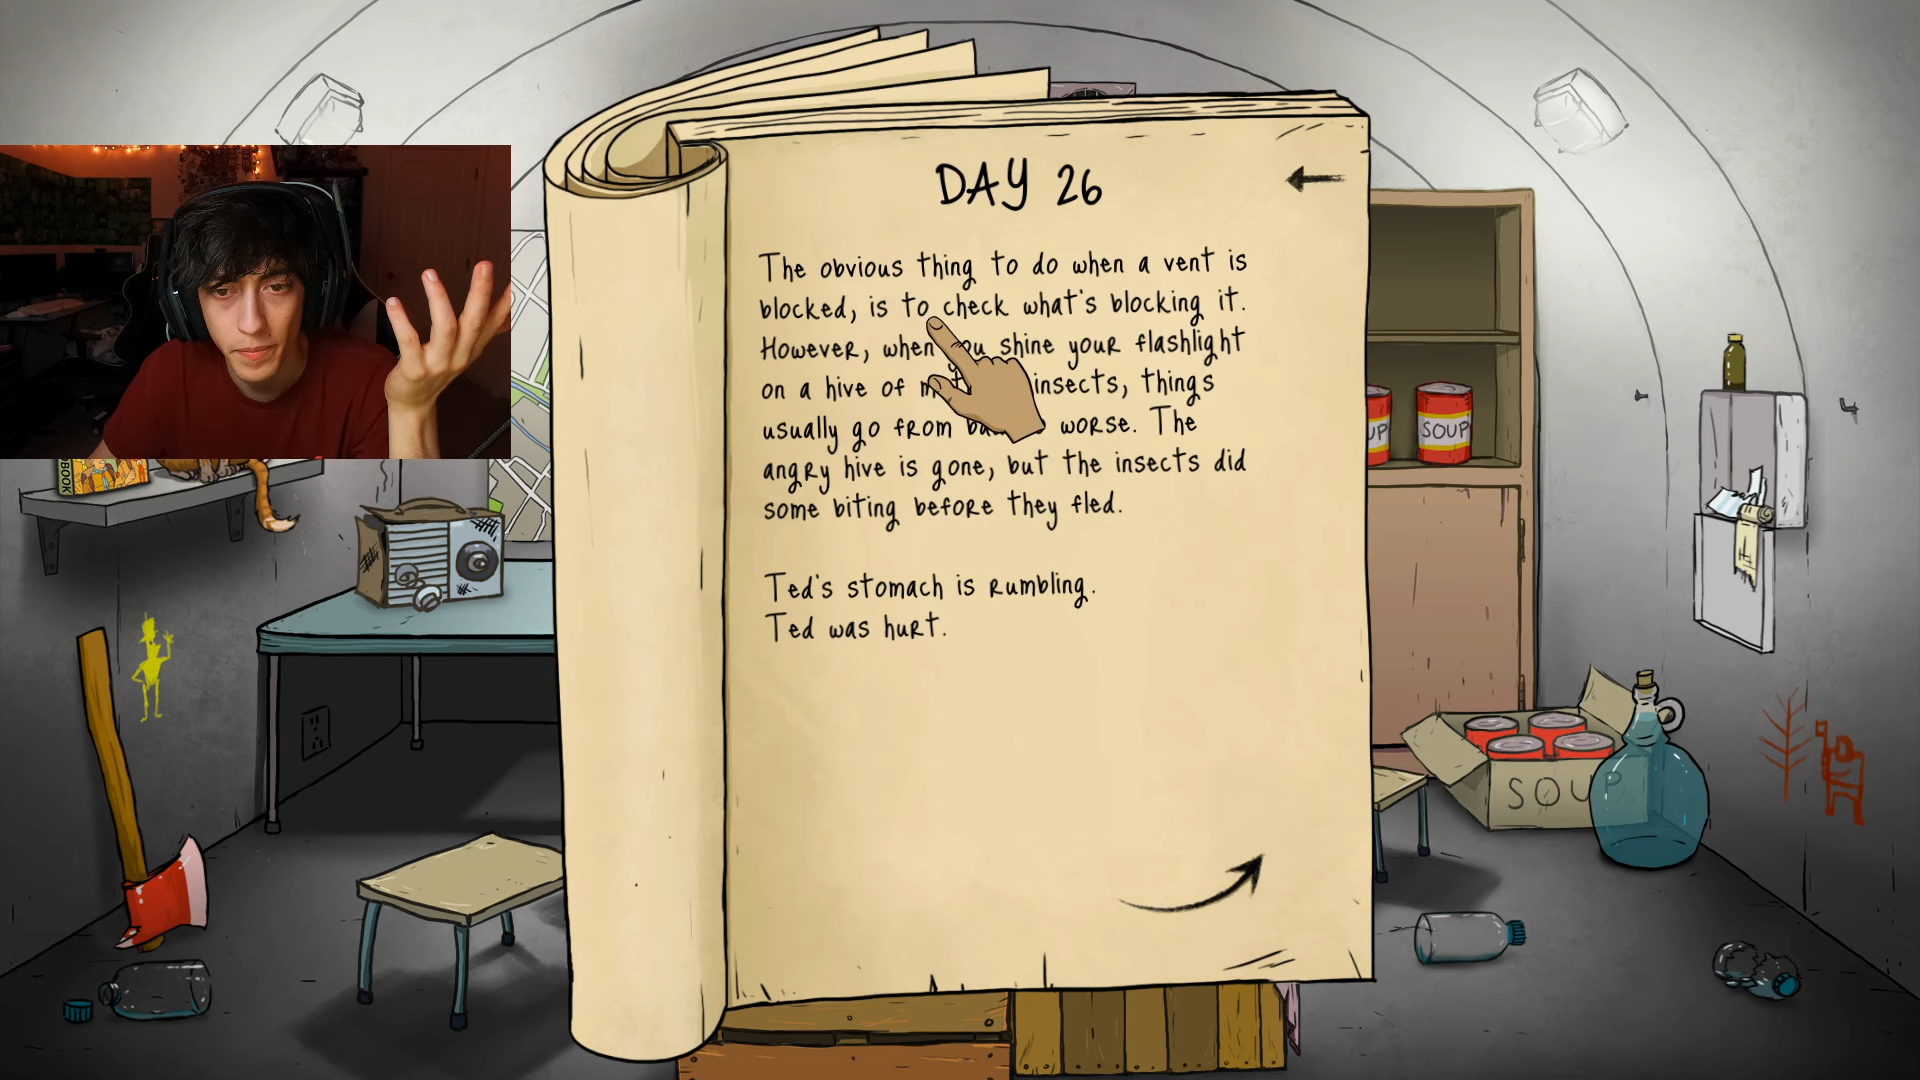 DAY 26
The obvious thing to do when a vent is
blocked, is to check what's blocking it.
However, when you shine your flashlight
on a hive of insects, things
usually go from worse. The
angry hive is gone, but the insects did
some biting before they fled.
Ted's stomach is rumbling.
Ted was hurt.
SOUP
SOUP